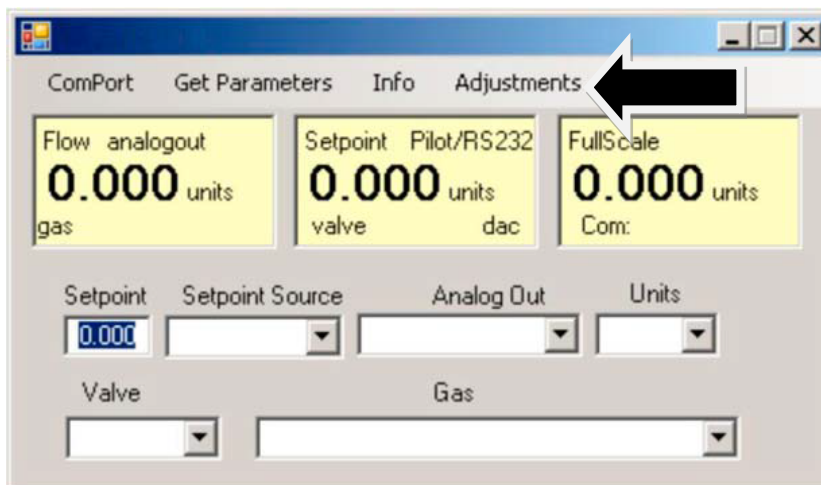 ComPort Get Parameters Info Adjustments
Flow analogout
0.000 units
gas
Setpoint Pilot/RS232
0.000 units
valve dac
FullScale
0.000 units
Com:
Setpoint Setpoint Source Analog Out Units
0.000
Valve Gas